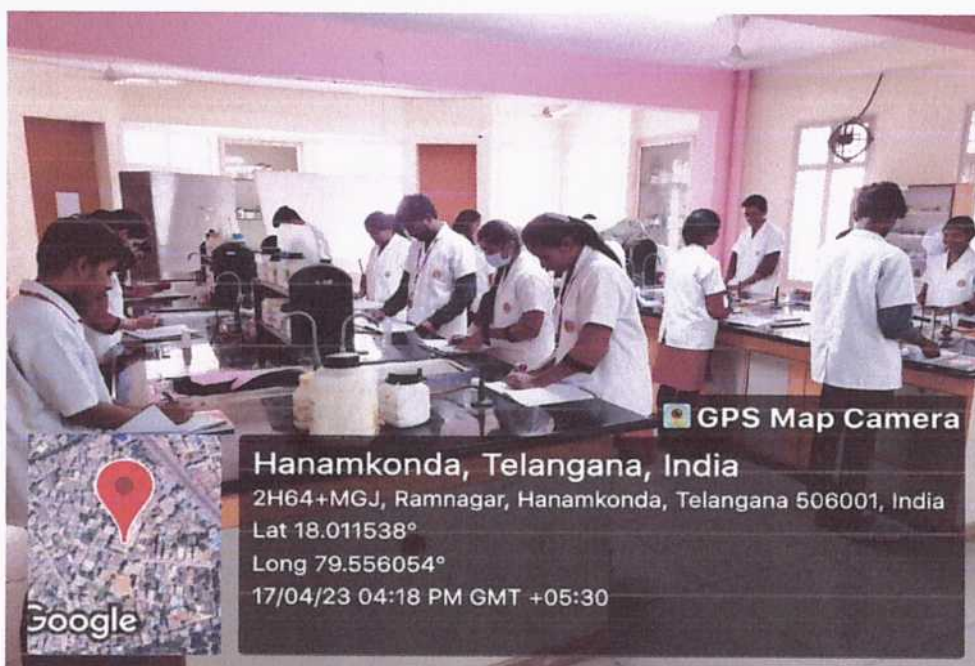 GPS Map Camera
Hanamkonda, Telangana, India
2H64+MGJ, Ramnagar, Hanamkonda, Telangana 506001, India
Lat 18.011538°
Long 79.556054°
17/04/23 04:18 PM GMT +05:30
Google